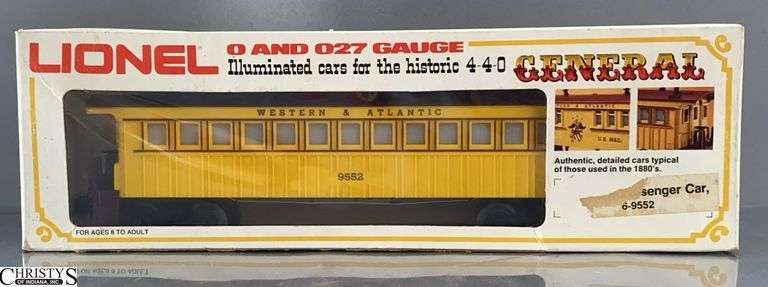 LIONEL
O AND O27 GAUGE
Illuminated cars for the historic 4-4-0 GENERAL
WESTERN & ATLANTIC
9552
& ATLANTIC
U.S. MAIL
Authentic, detailed cars typical
of those used in the 1880's.
senger Car,
6-9552
FOR AGES 8 TO ADULT
CHRISTY'S
OF INDIANA, INC.